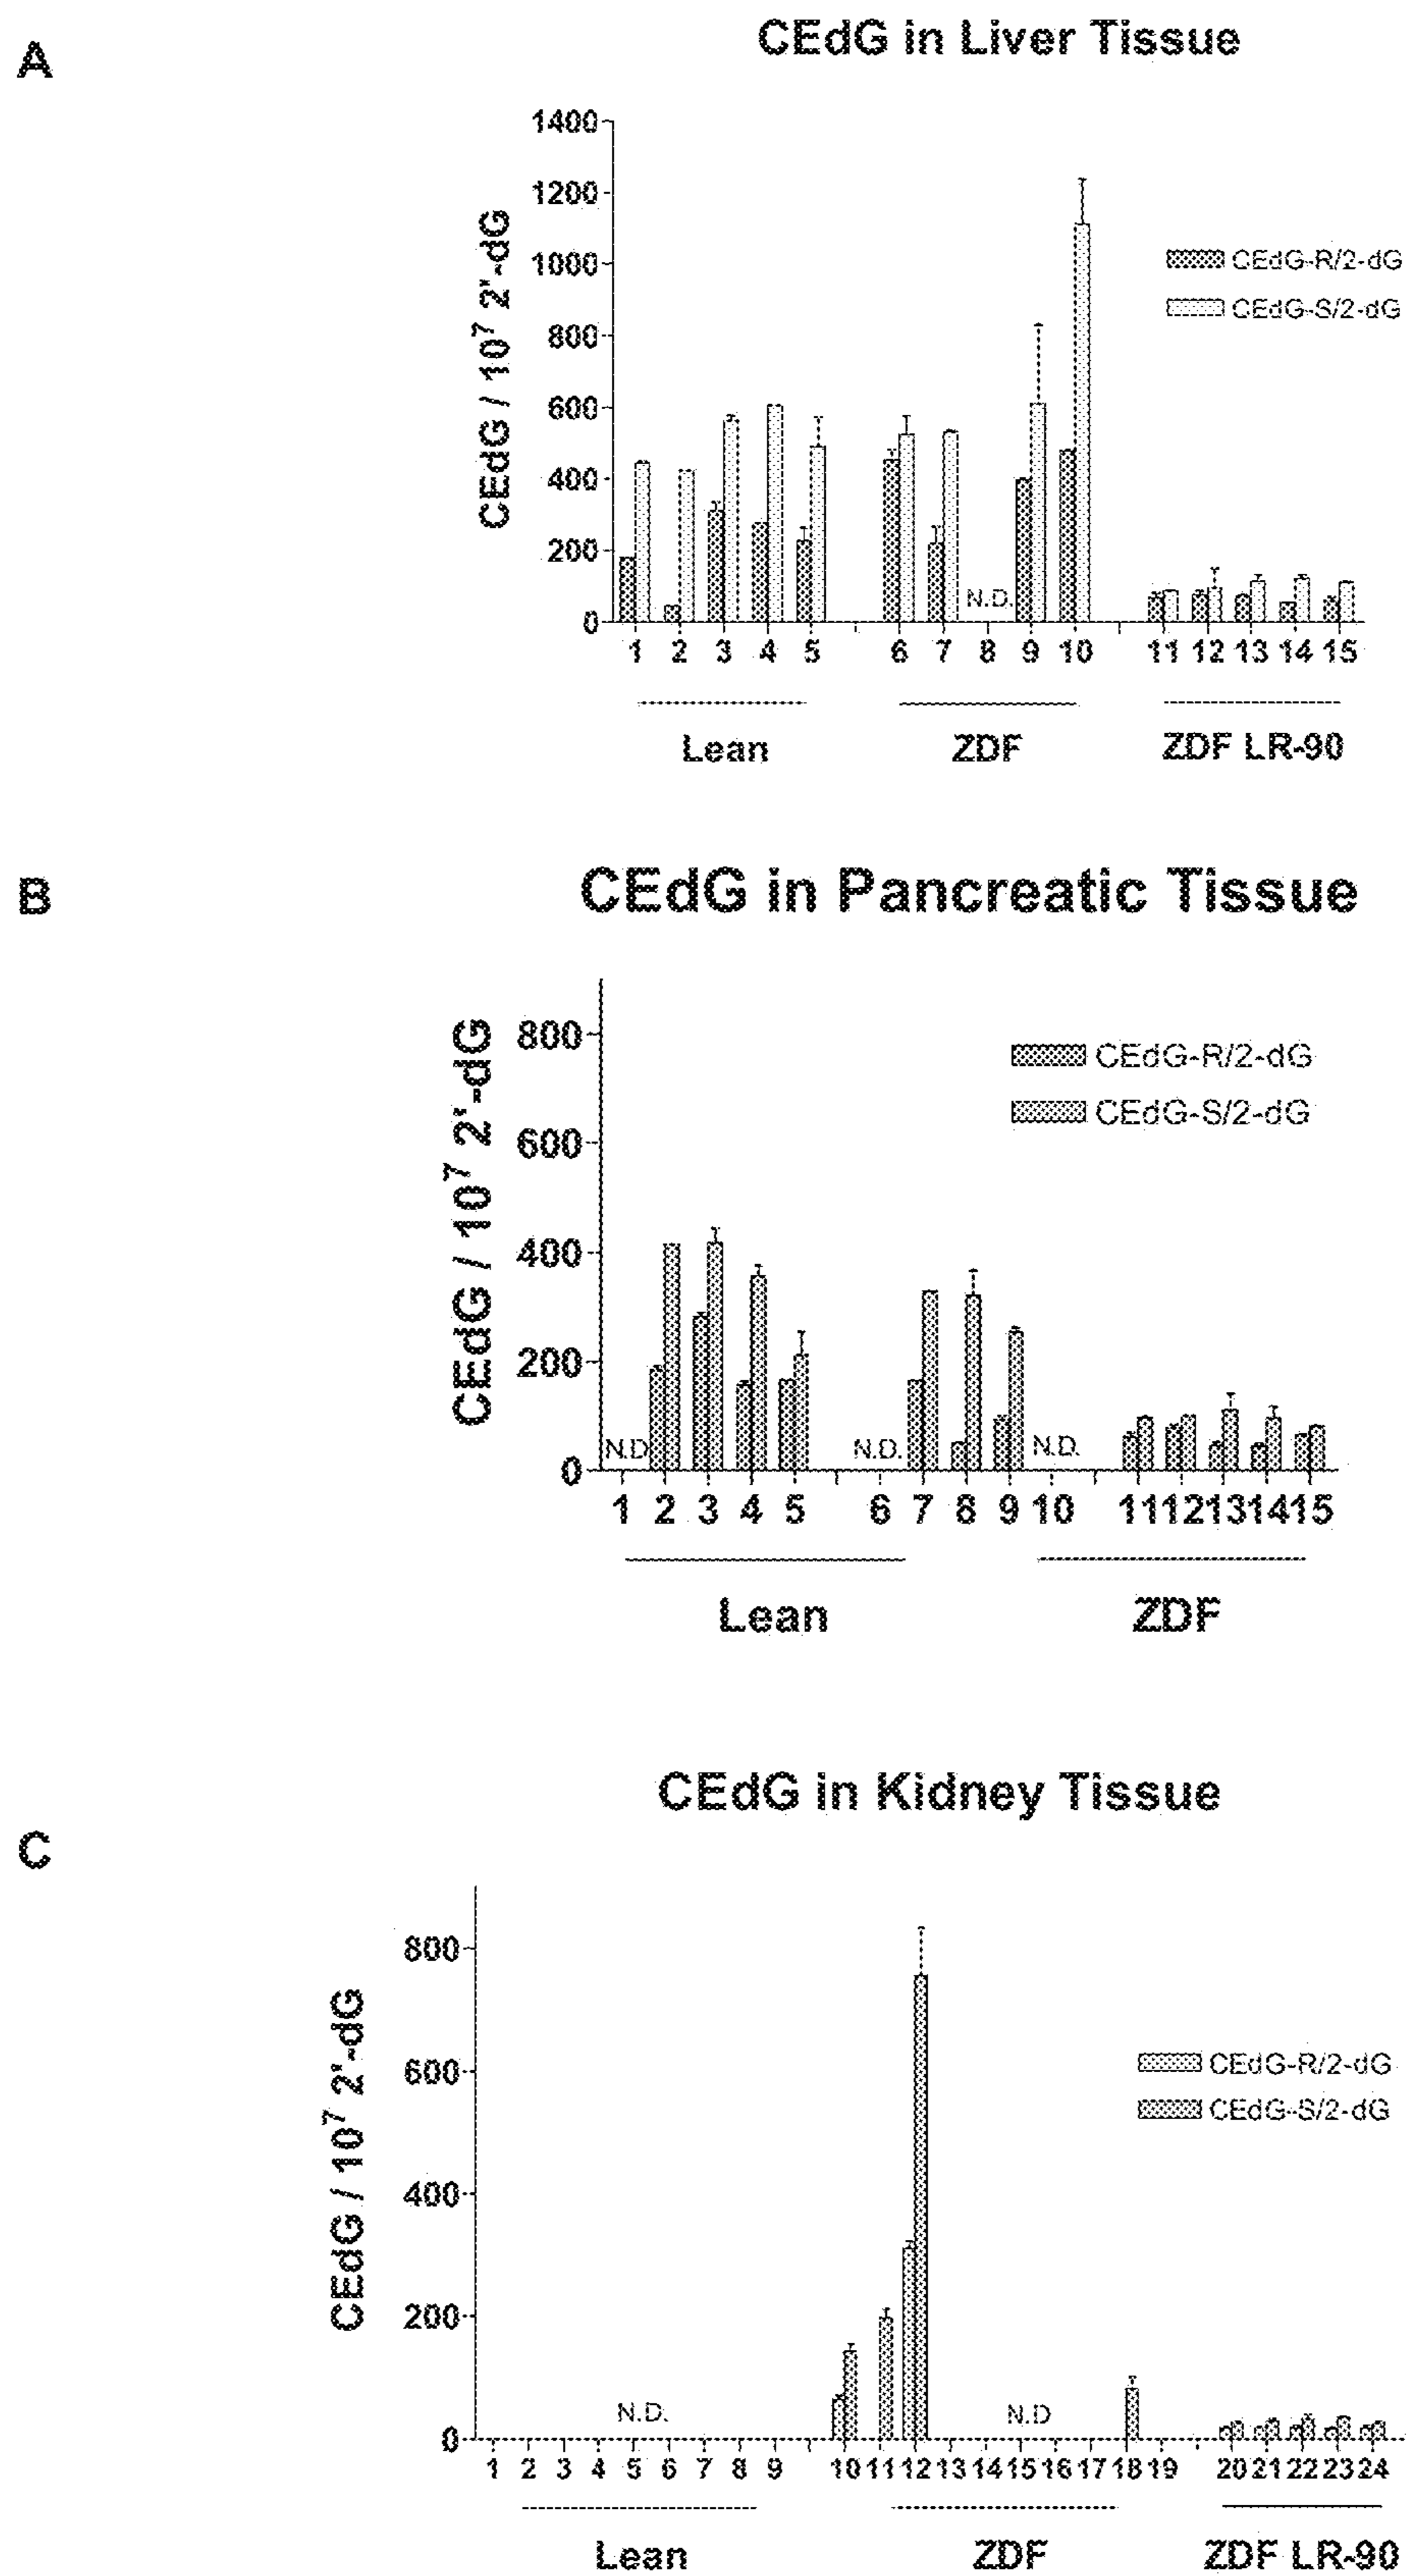 A
CEdG in Liver Tissue
CEdG / 10⁷ 2'-dG
1400
1200
1000
800
600
400
200
0
CEdG-R/2-dG
CEdG-S/2-dG
N.D.
1 2 3 4 5 6 7 8 9 10 11 12 13 14 15
Lean ZDF ZDF LR-90
B
CEdG in Pancreatic Tissue
CEdG / 10⁷ 2'-dG
800
600
400
200
0
CEdG-R/2-dG
CEdG-S/2-dG
N.D N.D. N.D.
1 2 3 4 5 6 7 8 9 10 11 12 13 14 15
Lean ZDF
CEdG in Kidney Tissue
C
CEdG / 10⁷ 2'-dG
800
600
400
200
0
CEdG-R/2-dG
CEdG-S/2-dG
N.D. N.D
1 2 3 4 5 6 7 8 9 10 11 12 13 14 15 16 17 18 19 20 21 22 23 24
Lean ZDF ZDF LR-90